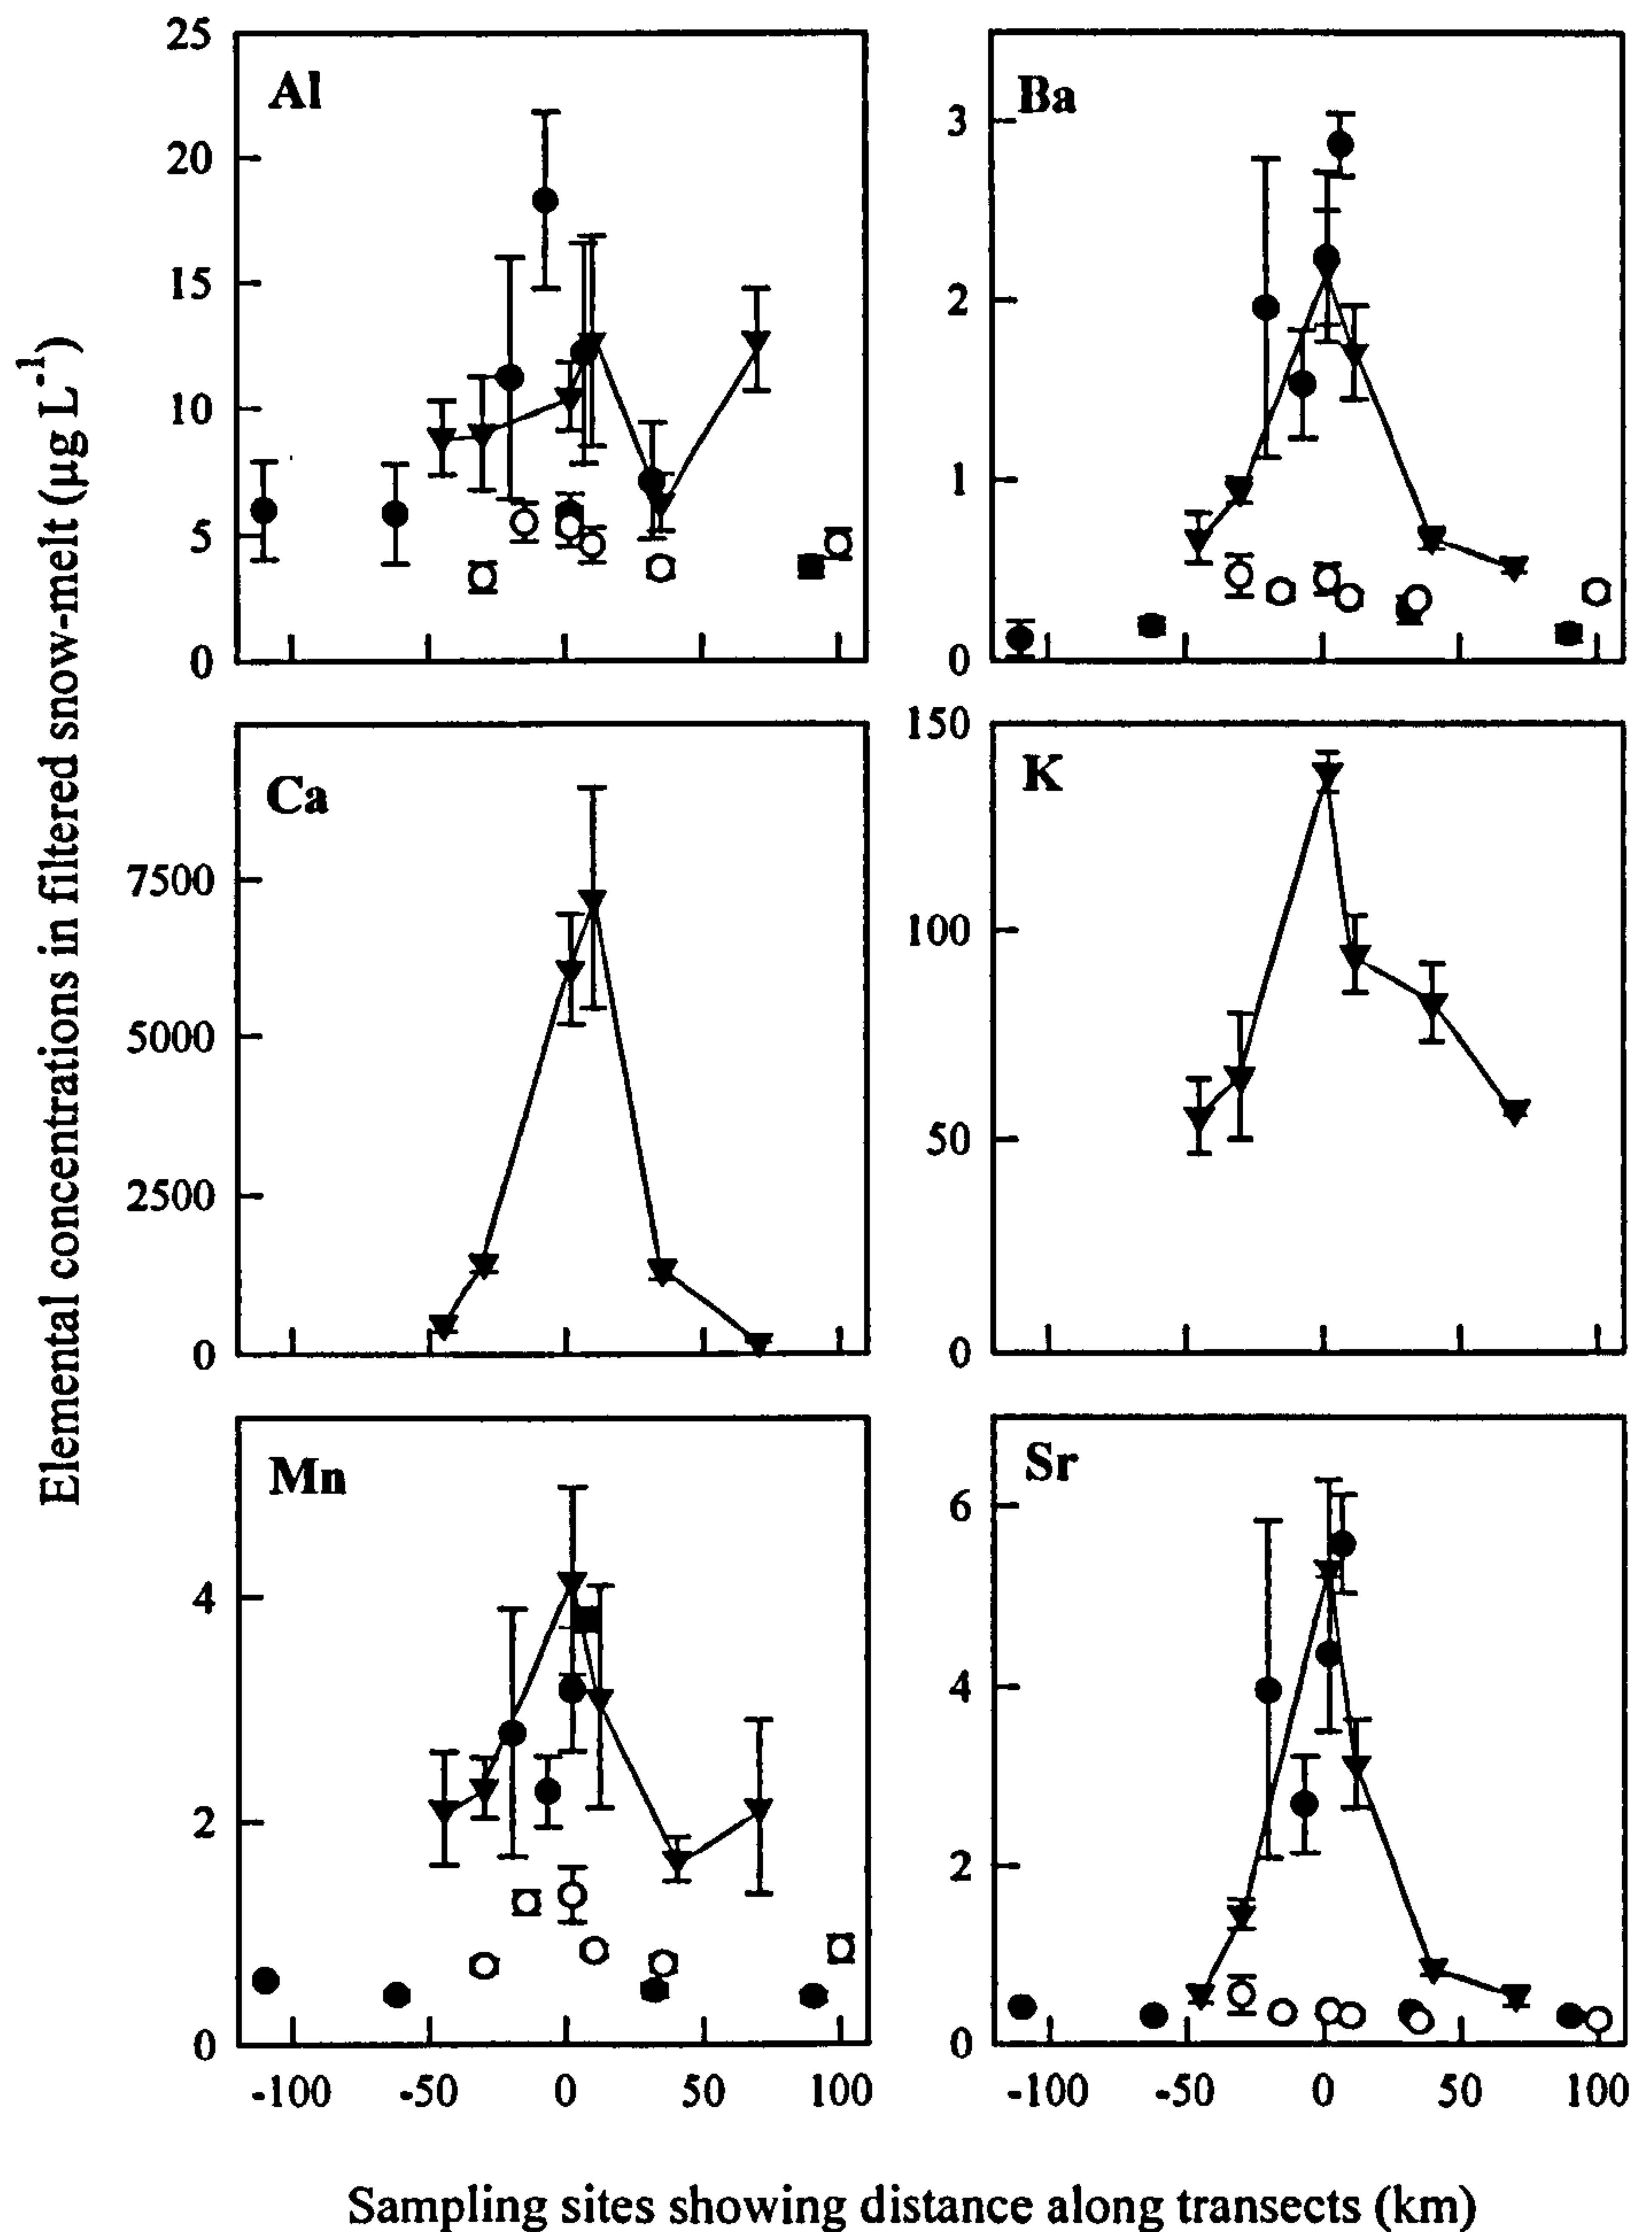 Elemental concentrations in filtered snow-melt (µg L⁻¹)
Al
25
20
15
10
5
0
Ba
3
2
1
0
Ca
7500
5000
2500
0
K
150
100
50
0
Mn
4
2
0
-100 -50 0 50 100
Sr
6
4
2
0
-100 -50 0 50 100
Sampling sites showing distance along transects (km)